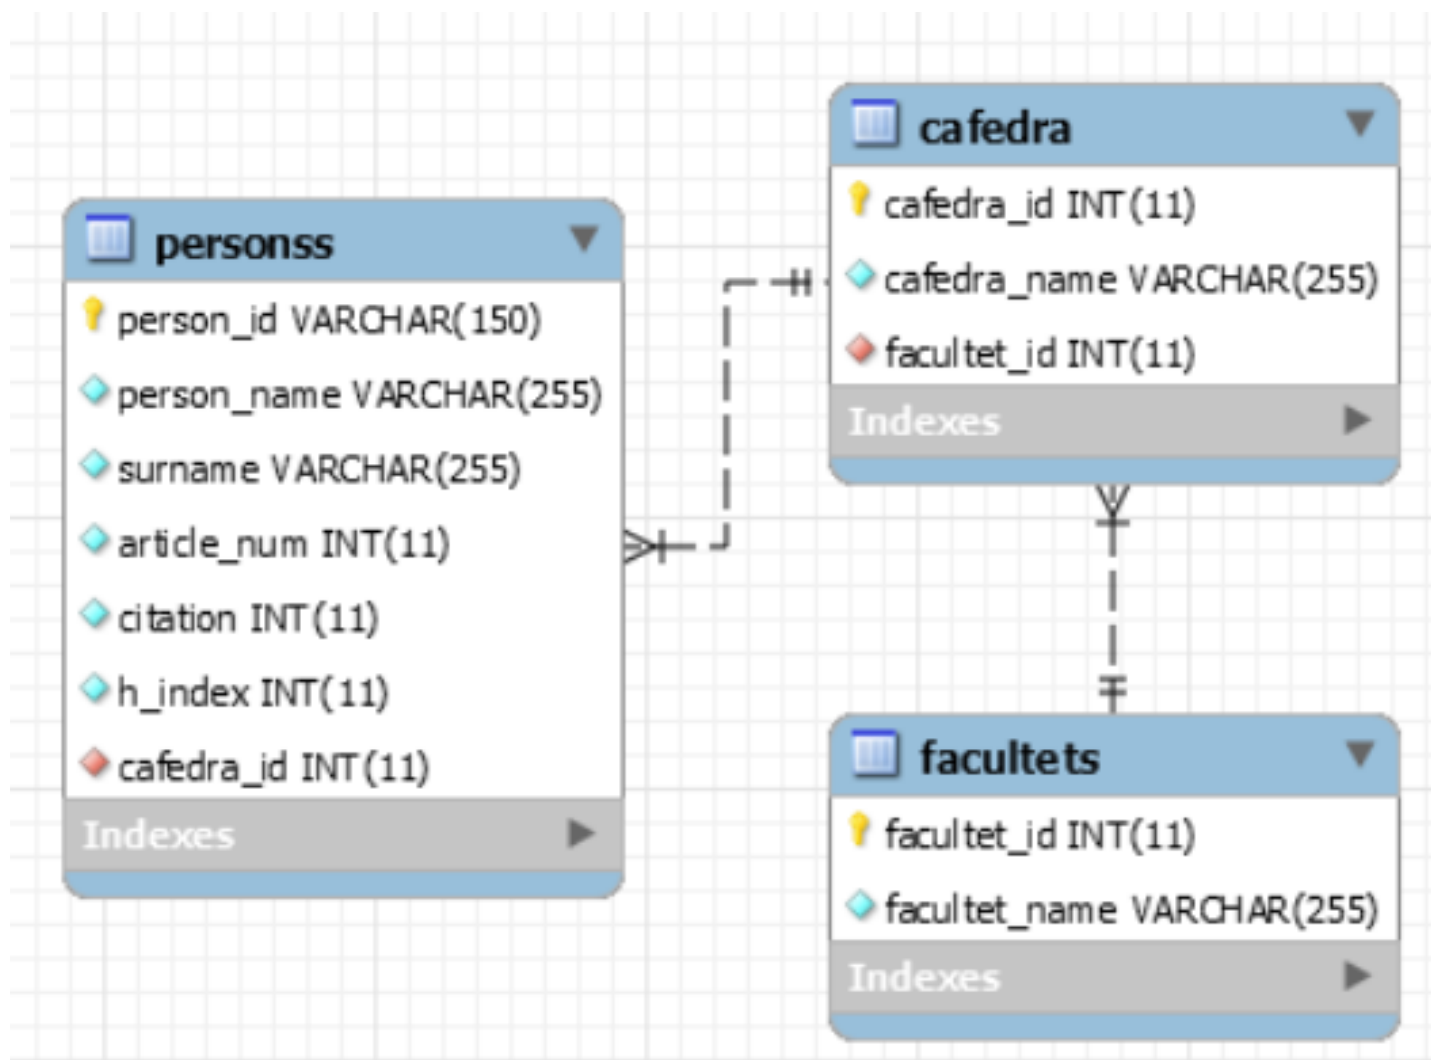 personss
person_id VARCHAR(150)
person_name VARCHAR(255)
surname VARCHAR(255)
article_num INT(11)
citation INT(11)
h_index INT(11)
cafedra_id INT(11)
Indexes
cafedra
cafedra_id INT(11)
cafedra_name VARCHAR(255)
facultet_id INT(11)
Indexes
facultets
facultet_id INT(11)
facultet_name VARCHAR(255)
Indexes